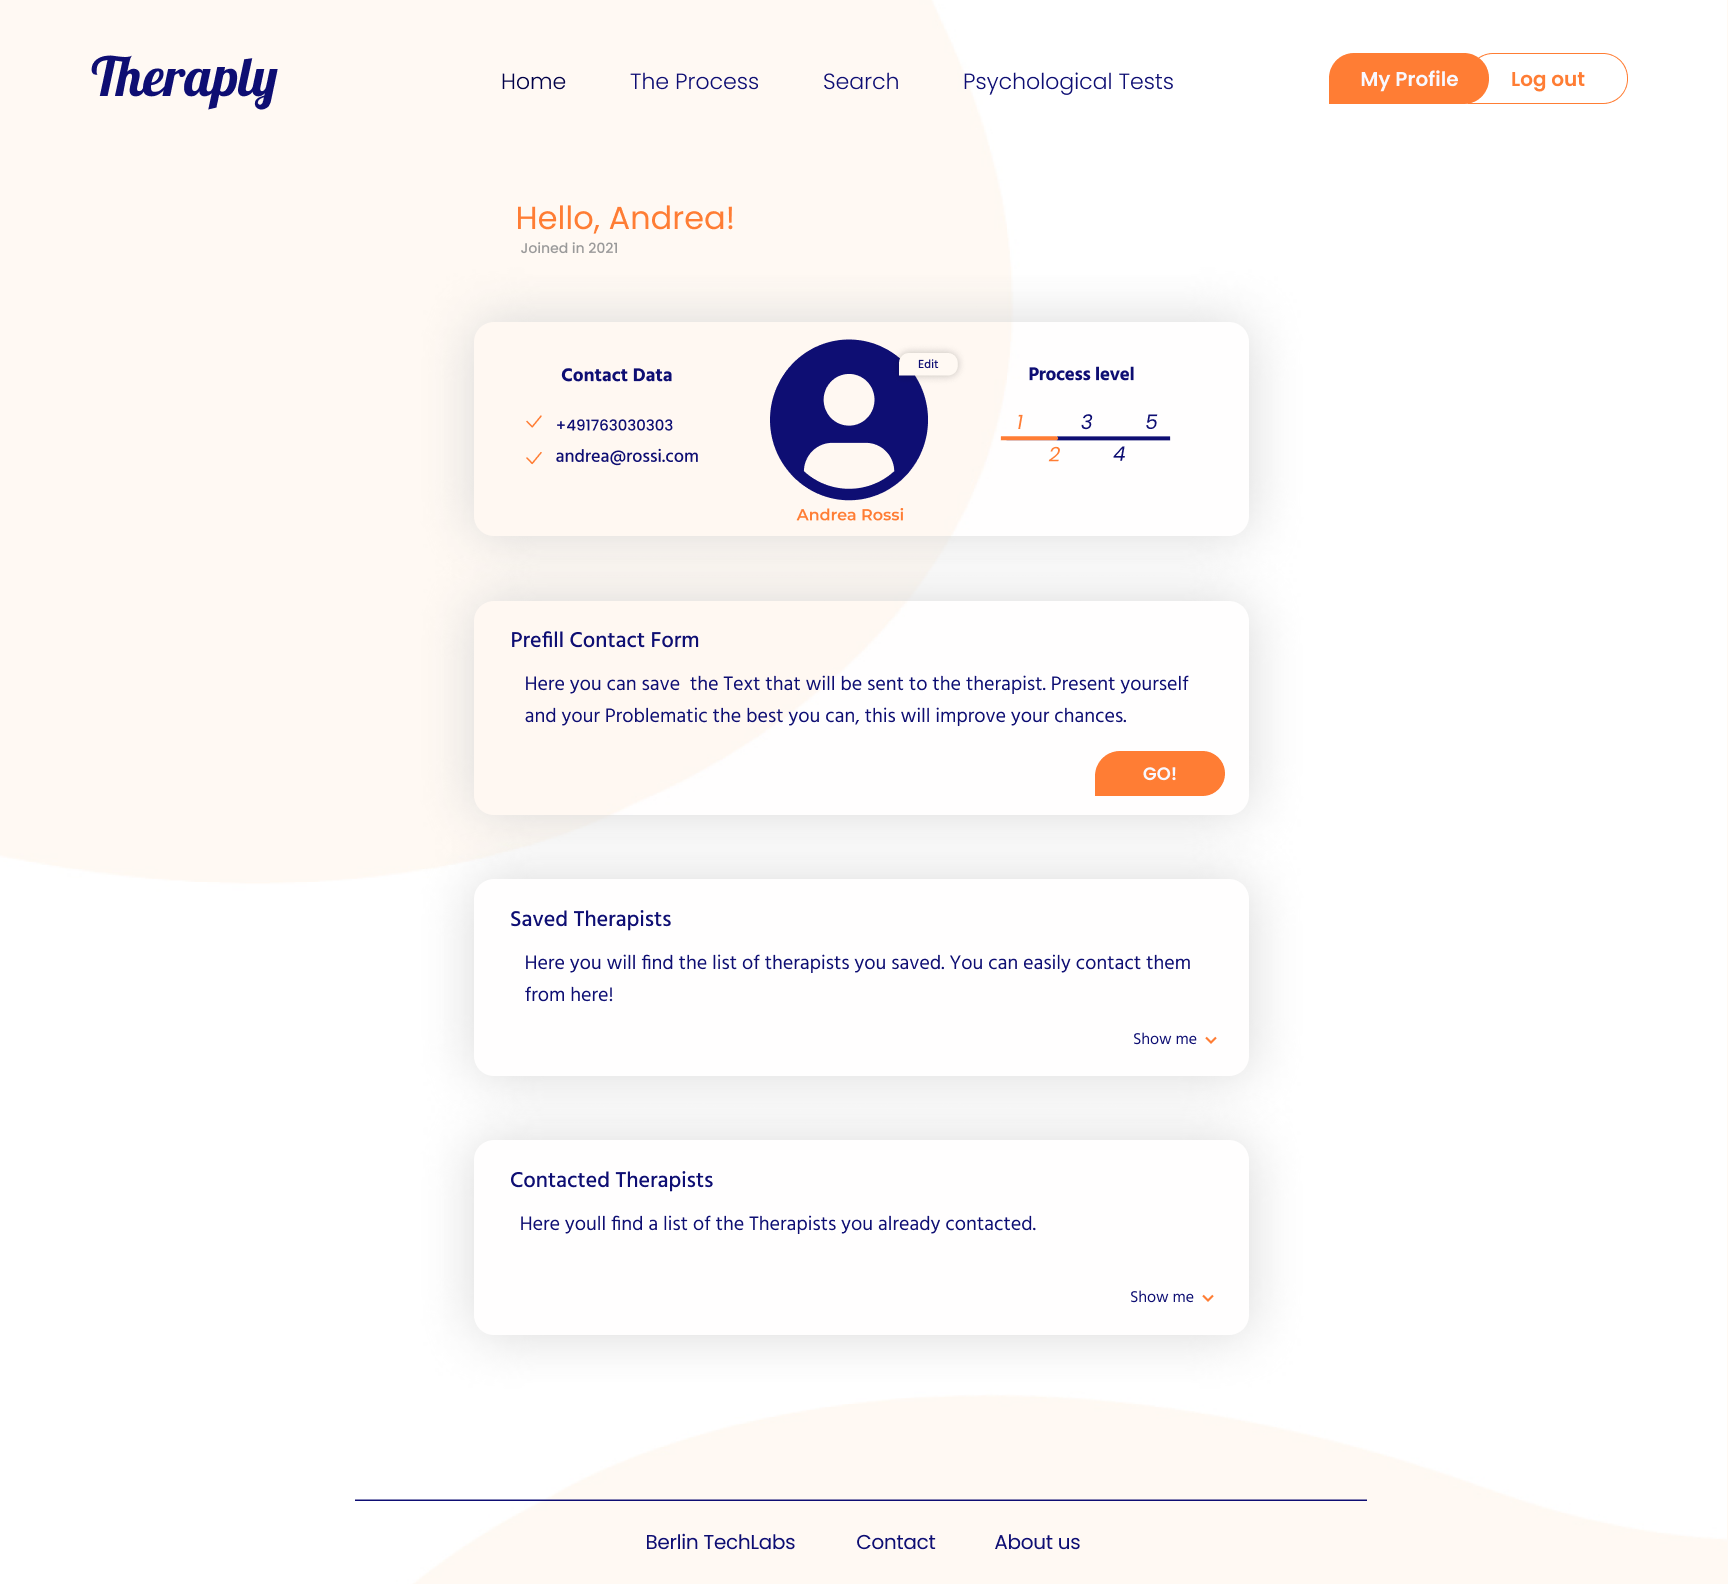 Theraply
Home The Process Search Psychological Tests
My Profile Log out
Hello, Andrea!
Joined in 2021
Contact Data
+491763030303
andrea@rossi.com
Edit
Andrea Rossi
Process level
1 3 5
2 4
Prefill Contact Form
Here you can save  the Text that will be sent to the therapist. Present yourself
and your Problematic the best you can, this will improve your chances.
GO!
Saved Therapists
Here you will find the list of therapists you saved. You can easily contact them
from here!
Show me
Contacted Therapists
Here youll find a list of the Therapists you already contacted.
Show me
Berlin TechLabs Contact About us